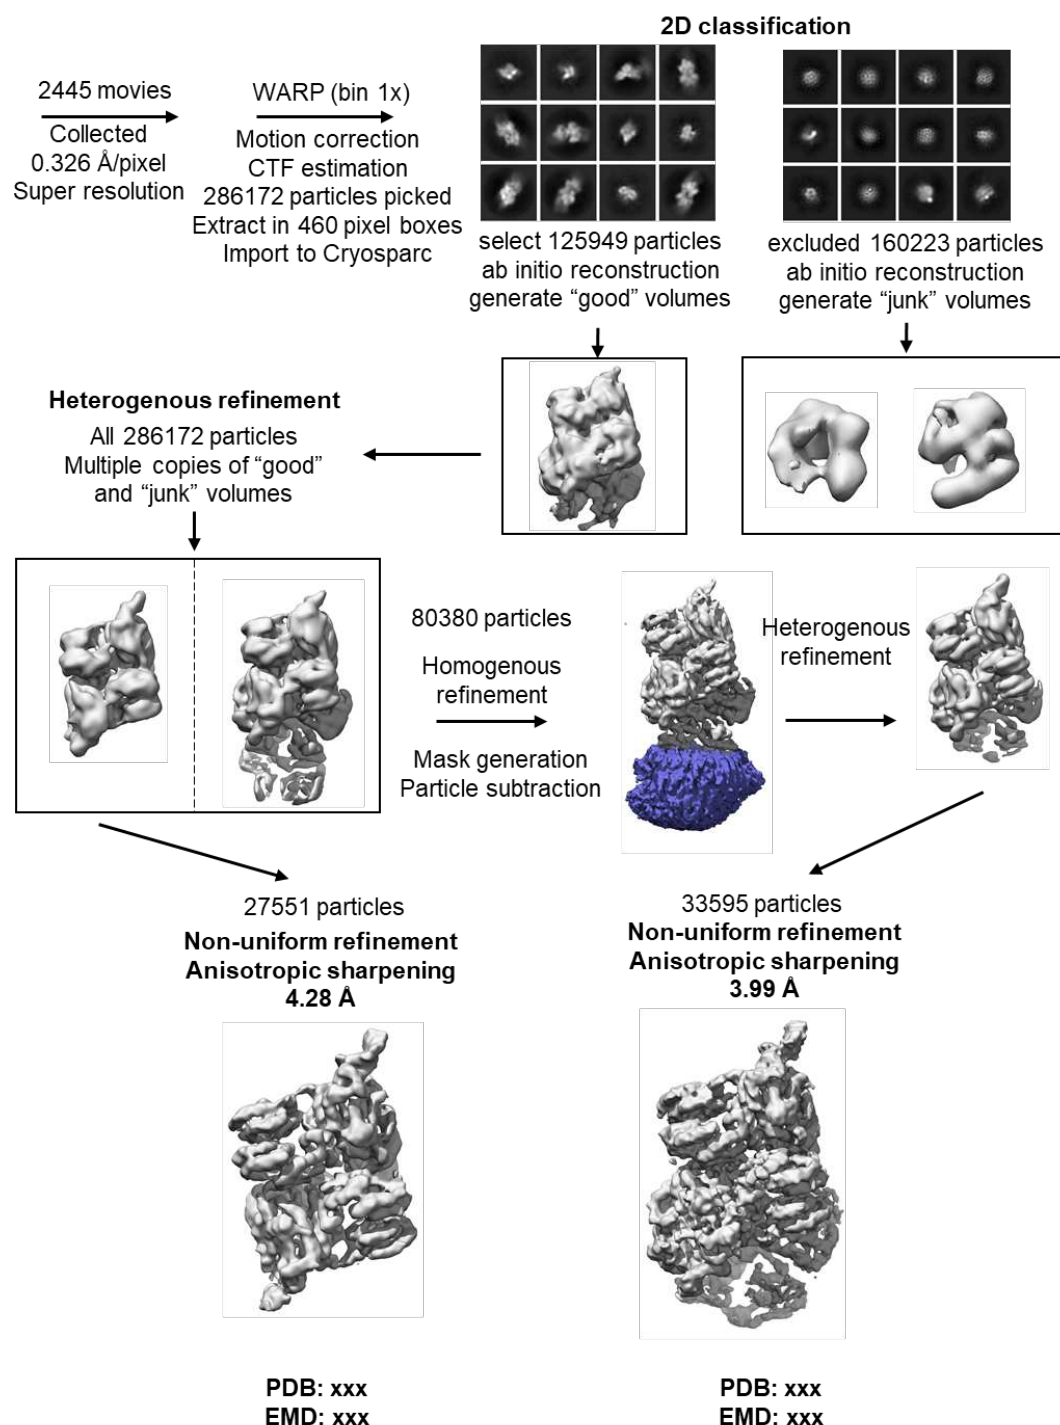 2D classification
2445 movies
Collected
0.326 Å/pixel
Super resolution
WARP (bin 1x)
Motion correction
CTF estimation
286172 particles picked
Extract in 460 pixel boxes
Import to Cryosparc
select 125949 particles
ab initio reconstruction
generate “good” volumes
excluded 160223 particles
ab initio reconstruction
generate “junk” volumes
Heterogenous refinement
All 286172 particles
Multiple copies of “good”
and “junk” volumes
80380 particles
Homogenous
refinement
Mask generation
Particle subtraction
Heterogenous
refinement
27551 particles
Non-uniform refinement
Anisotropic sharpening
4.28 Å
33595 particles
Non-uniform refinement
Anisotropic sharpening
3.99 Å
PDB: xxx
EMD: xxx
PDB: xxx
EMD: xxx